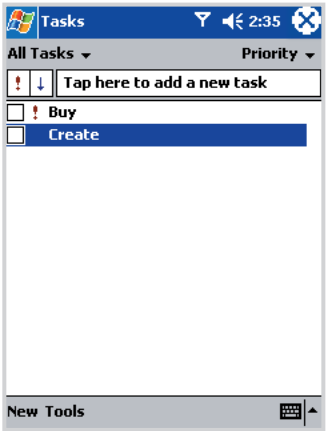 Tasks 2:35
All Tasks Priority
! ↓ Tap here to add a new task
! Buy
Create
New Tools